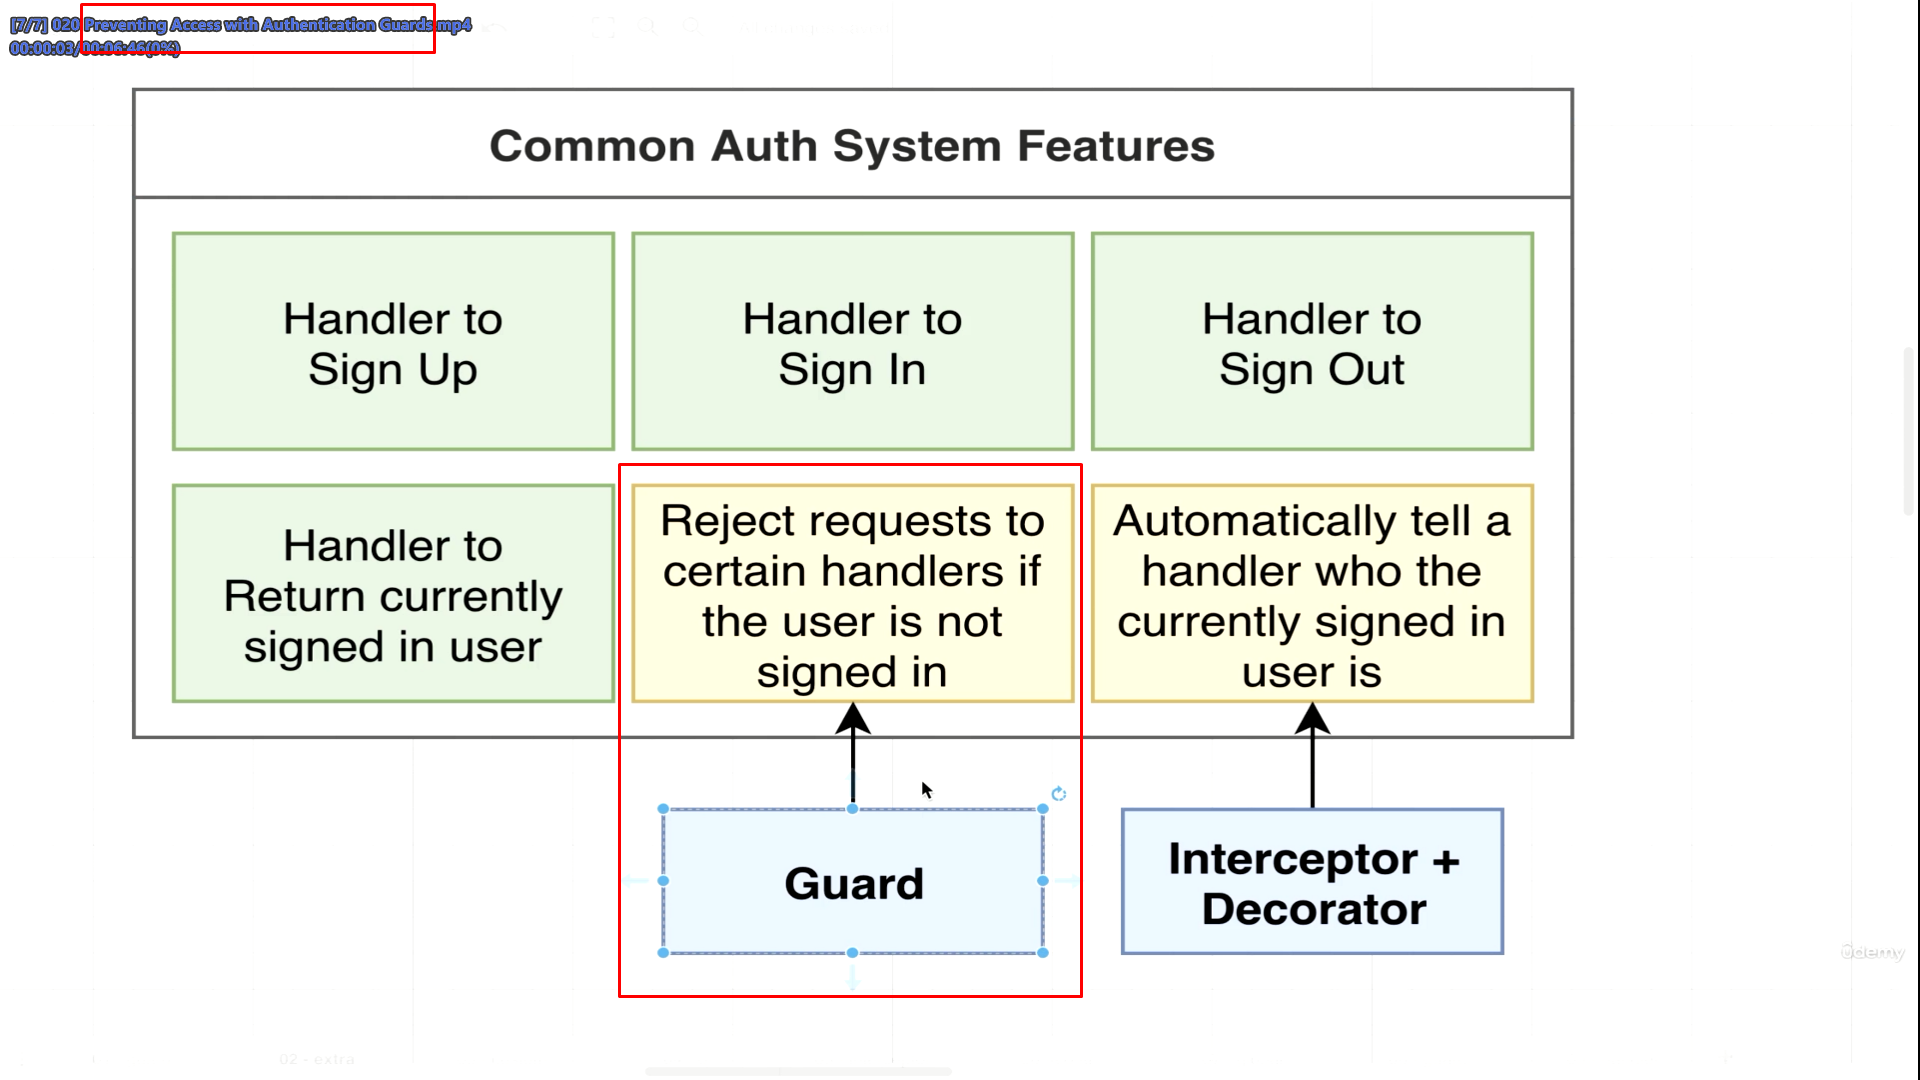 [7/7] 020 Preventing Access with Authentication Guards.mp4
00:00:03/00:06:46(0%)
Common Auth System Features
Handler to
Sign Up
Handler to
Sign In
Handler to
Sign Out
Handler to
Return currently
signed in user
Reject requests to
certain handlers if
the user is not
signed in
Automatically tell a
handler who the
currently signed in
user is
Guard
Interceptor +
Decorator
ûdemy
02 - extra